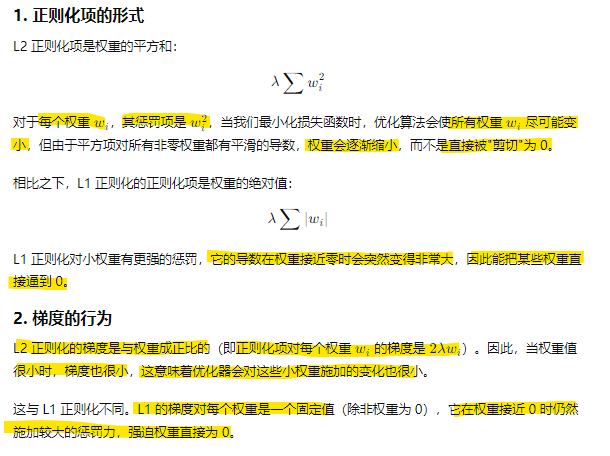 1. 正则化项的形式
L2 正则化项是权重的平方和：
λ∑w_i^2
对于每个权重 w_i，其惩罚项是 w_i^2，当我们最小化损失函数时，优化算法会使所有权重 w_i 尽可能变
小，但由于平方项对所有非零权重都有平滑的导数，权重会逐渐缩小，而不是直接被"剪切"为 0。
相比之下，L1 正则化的正则化项是权重的绝对值：
λ∑|w_i|
L1 正则化对小权重有更强的惩罚，它的导数在权重接近零时会突然变得非常大，因此能把某些权重直
接逼到 0。
2. 梯度的行为
L2 正则化的梯度是与权重成正比的（即正则化项对每个权重 w_i 的梯度是 2λw_i）。因此，当权重值
很小时，梯度也很小，这意味着优化器会对这些小权重施加的变化也很小。
这与 L1 正则化不同。L1 的梯度对每个权重是一个固定值（除非权重为 0），它在权重接近 0 时仍然
施加较大的惩罚力，强迫权重直接为 0。